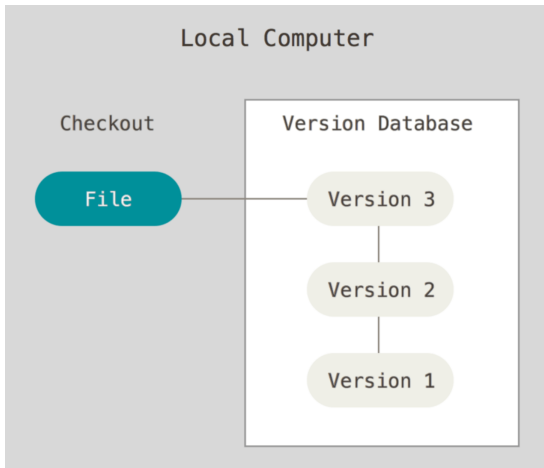 Local Computer
Checkout
Version Database
File
Version 3
Version 2
Version 1